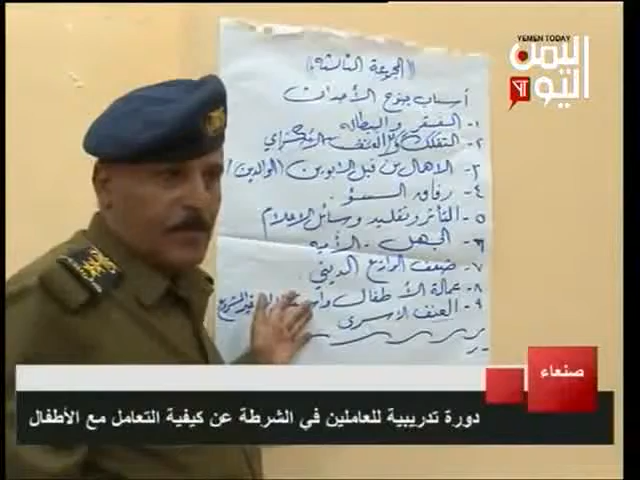 YEMEN TODAY
اليمن
اليوم
((المجموعة الثالثة))
أسباب جنوح الأحداث
١- الفقر والبطالة
٢- التفكك والعنف الأسري
٣- الاهمال من قبل الابوين (الوالدين)
٤- رفاق السوء
٥- التأثر وتقليد وسائل الاعلام
٦- الجهل - الأمية
٧- ضعف الوازع الديني
٨- عمالة الأطفال
٩- العنف الاسري
صنعاء
دورة تدريبية للعاملين في الشرطة عن كيفية التعامل مع الأطفال